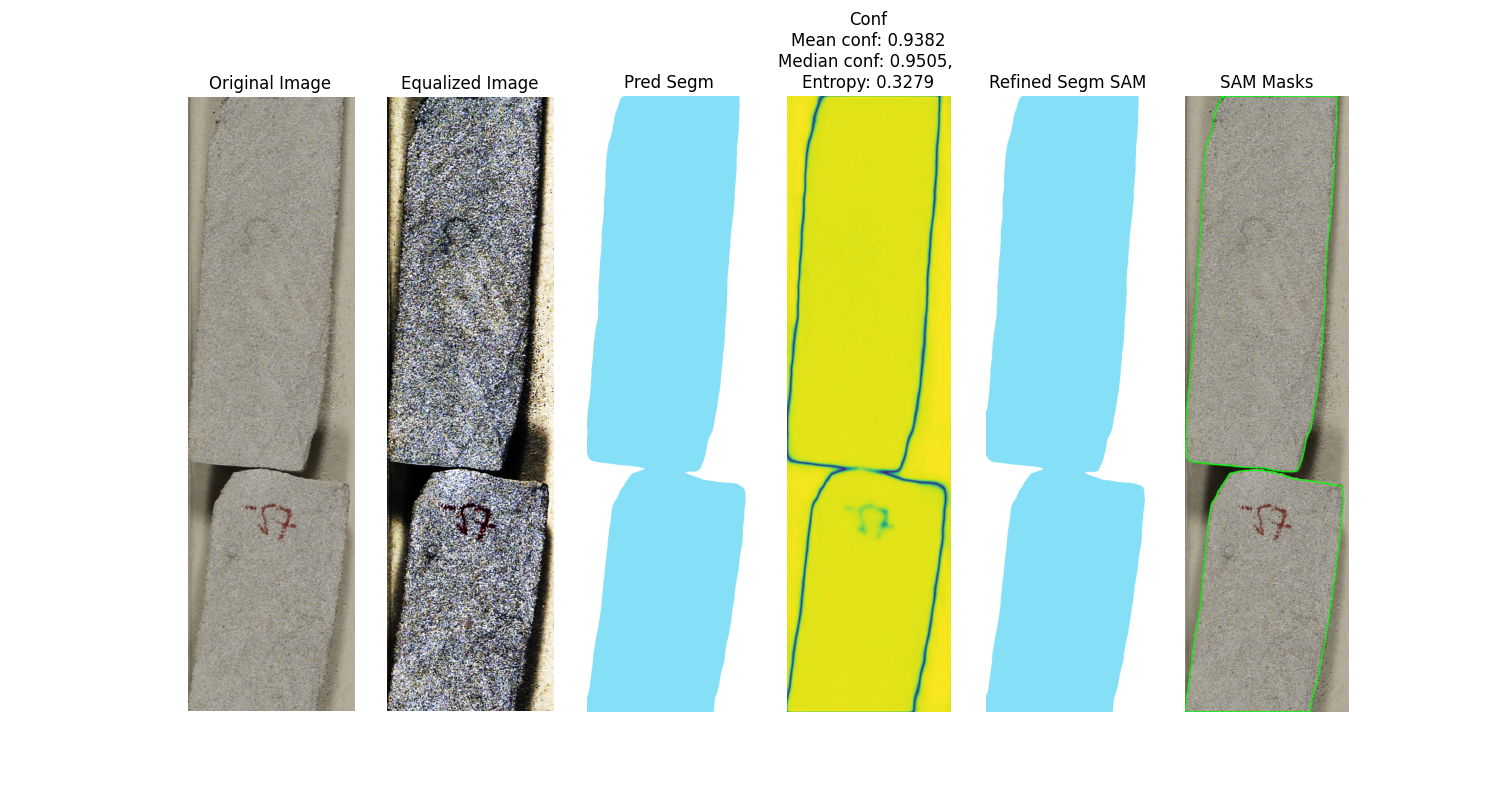 Conf
Mean conf: 0.9382
Median conf: 0.9505,
Entropy: 0.3279
Original Image
Equalized Image
Pred Segm
Refined Segm SAM
SAM Masks